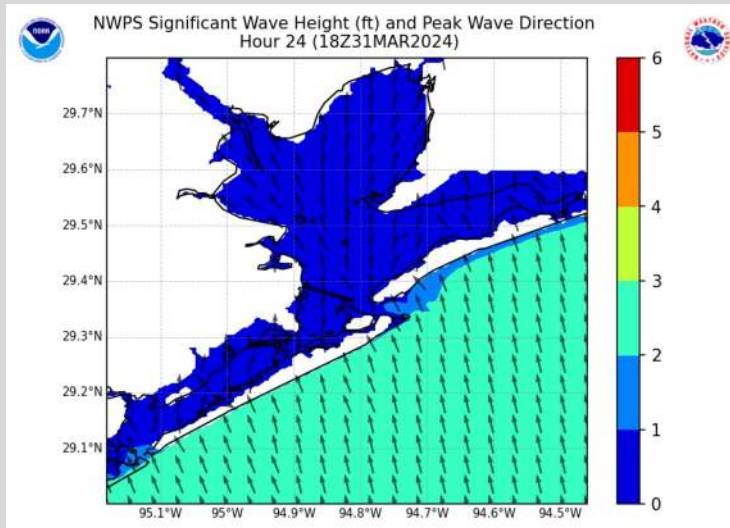 NWPS Significant Wave Height (ft) and Peak Wave Direction
Hour 24 (18Z31MAR2024)
NOAA
29.7°N
29.6°N
29.5°N
29.4°N
29.3°N
29.2°N
29.1°N
95.1°W 95°W 94.9°W 94.8°W 94.7°W 94.6°W 94.5°W
6
5
4
3
2
1
0